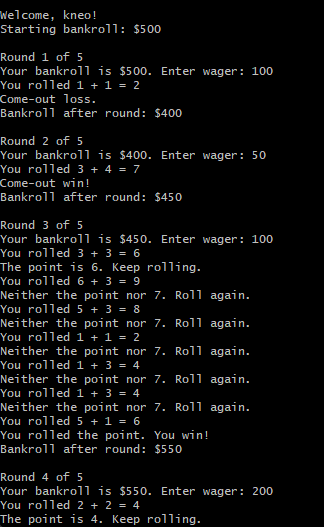 Welcome, kneo!
Starting bankroll: $500
Round 1 of 5
Your bankroll is $500. Enter wager: 100
You rolled 1 + 1 = 2
Come-out loss.
Bankroll after round: $400
Round 2 of 5
Your bankroll is $400. Enter wager: 50
You rolled 3 + 4 = 7
Come-out win!
Bankroll after round: $450
Round 3 of 5
Your bankroll is $450. Enter wager: 100
You rolled 3 + 3 = 6
The point is 6. Keep rolling.
You rolled 6 + 3 = 9
Neither the point nor 7. Roll again.
You rolled 5 + 3 = 8
Neither the point nor 7. Roll again.
You rolled 1 + 1 = 2
Neither the point nor 7. Roll again.
You rolled 1 + 3 = 4
Neither the point nor 7. Roll again.
You rolled 1 + 3 = 4
Neither the point nor 7. Roll again.
You rolled 5 + 1 = 6
You rolled the point. You win!
Bankroll after round: $550
Round 4 of 5
Your bankroll is $550. Enter wager: 200
You rolled 2 + 2 = 4
The point is 4. Keep rolling.